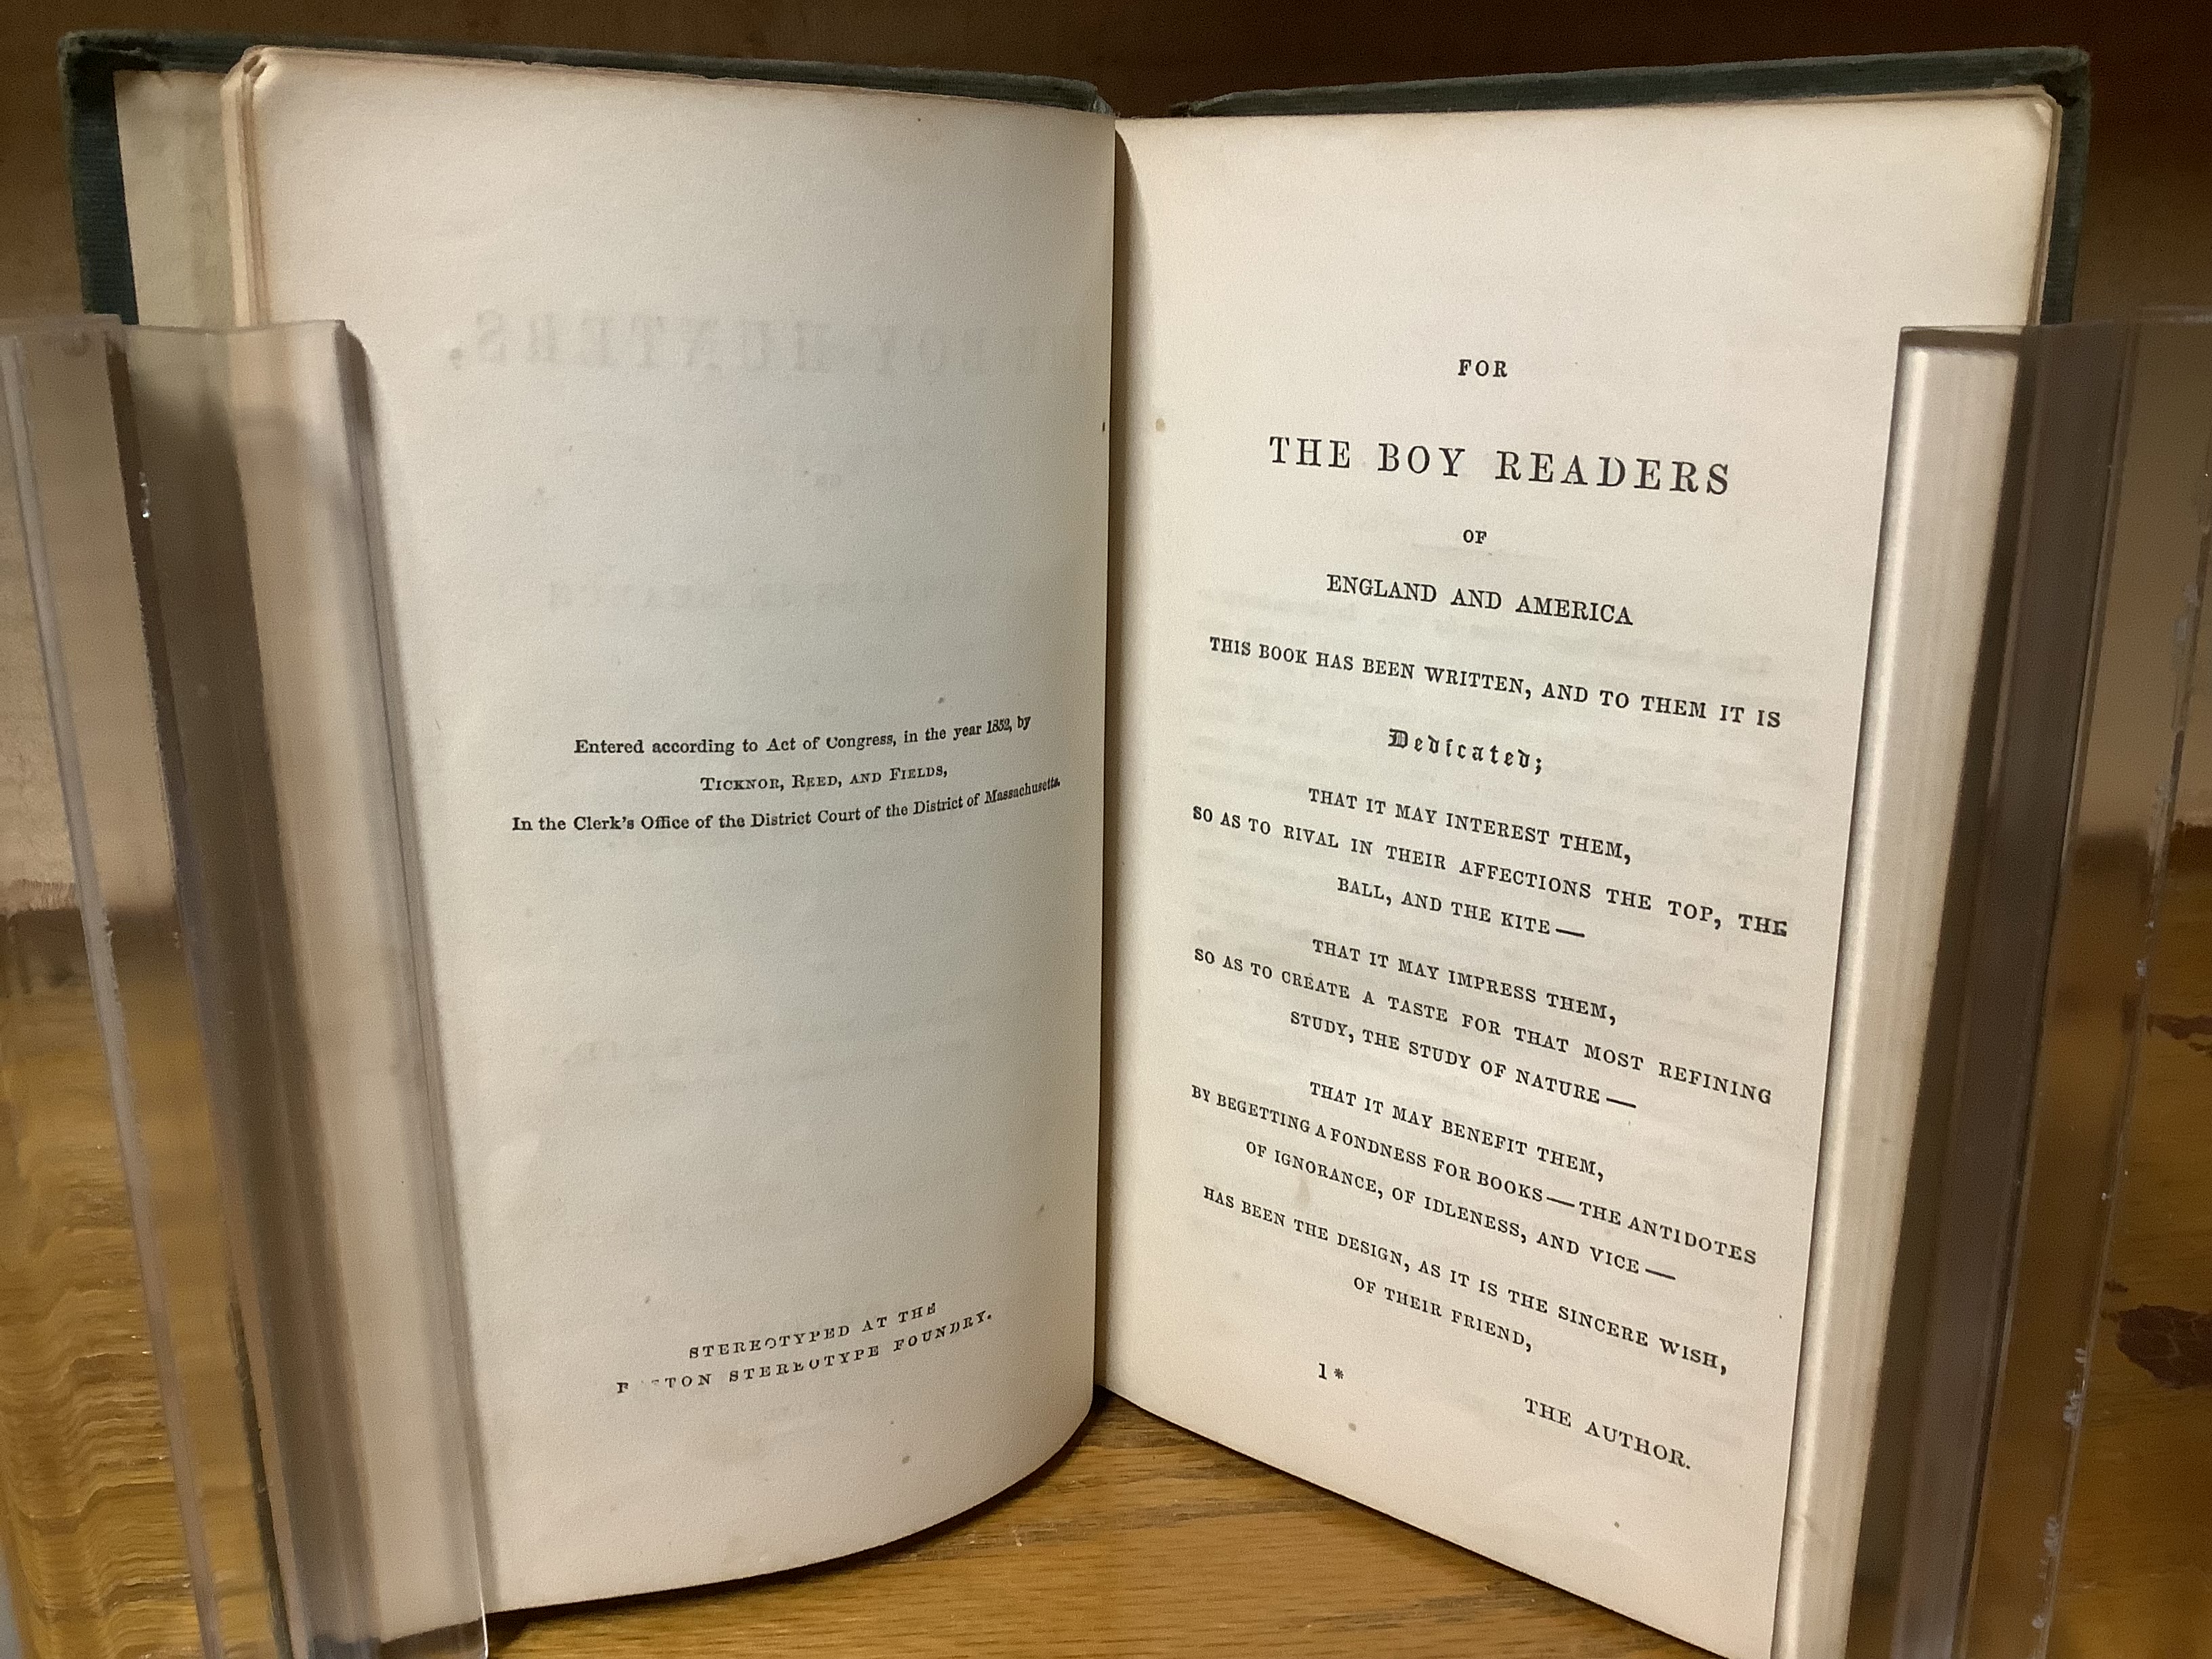 Entered according to Act of Congress, in the year 1852, by
TICKNOR, REED, AND FIELDS,
In the Clerk's Office of the District Court of the District of Massachusetts.
STEREOTYPED AT THE
STEREOTYPE FOUNDRY.
FOR
THE BOY READERS
OF
ENGLAND AND AMERICA
THIS BOOK HAS BEEN WRITTEN, AND TO THEM IT IS
Dedicated;
THAT IT MAY INTEREST THEM,
SO AS TO RIVAL IN THEIR AFFECTIONS THE TOP, THE
BALL, AND THE KITE —
THAT IT MAY IMPRESS THEM,
SO AS TO CREATE A TASTE FOR THAT MOST REFINING
STUDY, THE STUDY OF NATURE —
THAT IT MAY BENEFIT THEM,
BY BEGETTING A FONDNESS FOR BOOKS — THE ANTIDOTES
OF IGNORANCE, OF IDLENESS, AND VICE —
HAS BEEN THE DESIGN, AS IT IS THE SINCERE WISH,
OF THEIR FRIEND,
1*
THE AUTHOR.